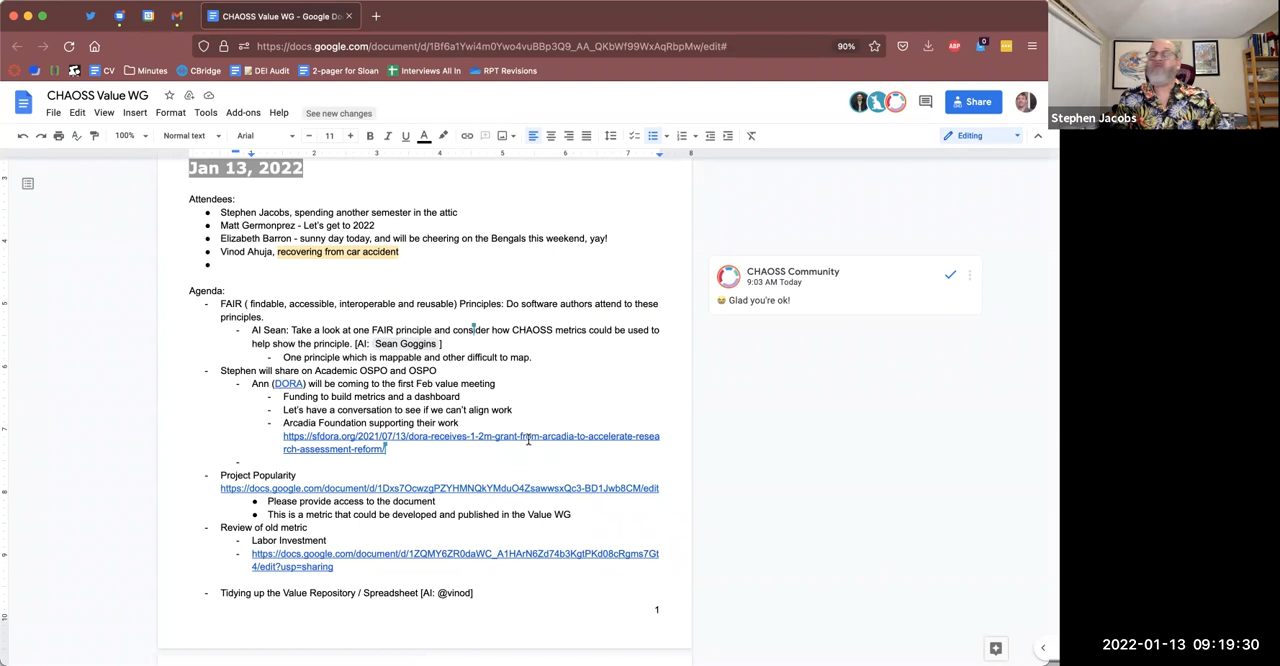 CHAOSS Value WG - Google Do
https://docs.google.com/document/d/1Bf6a1Ywi4m0Ywo4vuBBp3Q9_AA_QKbWf99WxAqRbpMw/edit#
90%
ABP
0
CV
Minutes
CBridge
DEI Audit
2-pager for Sloan
Interviews All In
RPT Revisions
CHAOSS Value WG
File Edit View Insert Format Tools Add-ons Help
See new changes
Share
Stephen Jacobs
100%
Normal text
Arial
11
B I U A
Editing
2 3 4 5 6 7 8
Jan 13, 2022
Attendees:
● Stephen Jacobs, spending another semester in the attic
● Matt Germonprez - Let's get to 2022
● Elizabeth Barron - sunny day today, and will be cheering on the Bengals this weekend, yay!
● Vinod Ahuja, recovering from car accident
●
CHAOSS Community
9:03 AM Today
😂 Glad you're ok!
Agenda:
- FAIR ( findable, accessible, interoperable and reusable) Principles: Do software authors attend to these
principles.
- AI Sean: Take a look at one FAIR principle and consider how CHAOSS metrics could be used to
help show the principle. [AI: Sean Goggins ]
- One principle which is mappable and other difficult to map.
- Stephen will share on Academic OSPO and OSPO
- Ann (DORA) will be coming to the first Feb value meeting
- Funding to build metrics and a dashboard
- Let's have a conversation to see if we can't align work
- Arcadia Foundation supporting their work
https://sfdora.org/2021/07/13/dora-receives-1-2m-grant-from-arcadia-to-accelerate-resea
rch-assessment-reform/
-
- Project Popularity
https://docs.google.com/document/d/1Dxs7OcwzgPZYHMNQkYMduO4ZsawwsxQc3-BD1Jwb8CM/edit
● Please provide access to the document
● This is a metric that could be developed and published in the Value WG
- Review of old metric
- Labor Investment
- https://docs.google.com/document/d/1ZQMY6ZR0daWC_A1HArN6Zd74b3KgtPKd08cRgms7Gt
4/edit?usp=sharing
- Tidying up the Value Repository / Spreadsheet [AI: @vinod]
1
2022-01-13 09:19:30